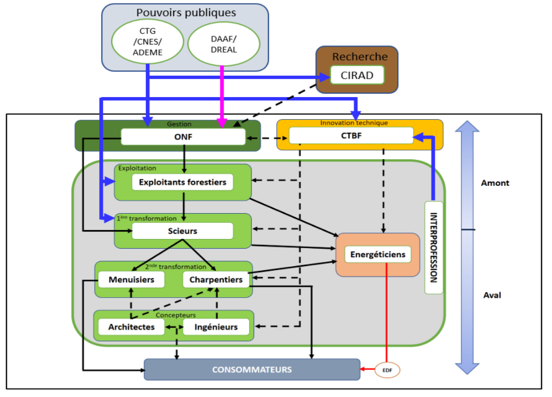 Pouvoirs publiques
CTG
/CNES/
ADEME
DAAF/
DREAL
Recherche
CIRAD
Gestion
ONF
Innovation technique
CTBF
Exploitation
Exploitants forestiers
1ère transformation
Scieurs
2nde transformation
Menuisiers
Charpentiers
Concepteurs
Architectes
Ingénieurs
Energéticiens
INTERPROFESSION
Amont
Aval
EDF
CONSOMMATEURS